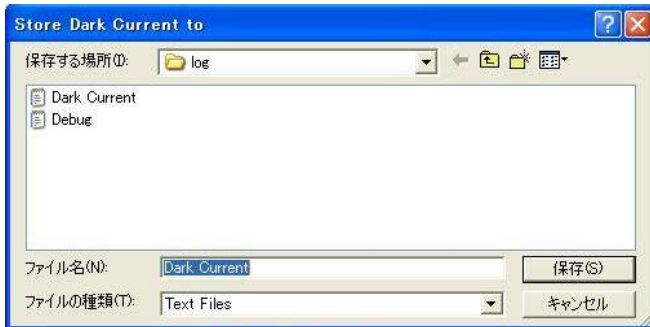 Store Dark Current to
保存する場所(I):
log
Dark Current
Debug
ファイル名(N):
Dark Current
保存(S)
ファイルの種類(T):
Text Files
キャンセル